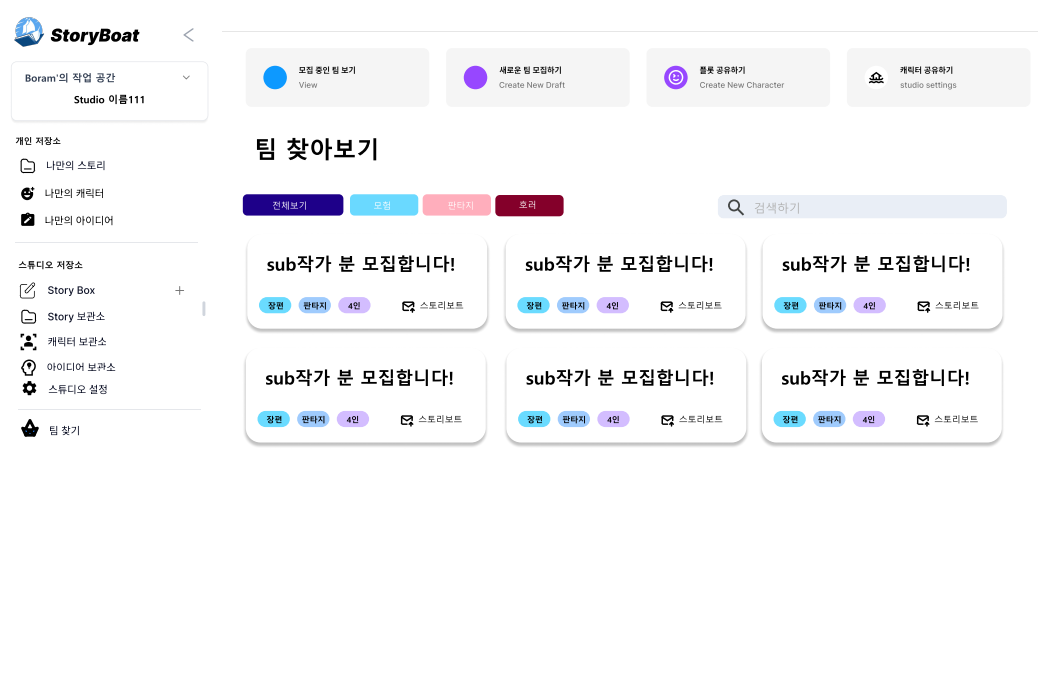 StoryBoat
Boram'의 작업 공간
Studio 이름111
개인 저장소
나만의 스토리
나만의 캐릭터
나만의 아이디어
스튜디오 저장소
Story Box
Story 보관소
캐릭터 보관소
아이디어 보관소
스튜디오 설정
팀 찾기
모집 중인 팀 보기
View
새로운 팀 모집하기
Create New Draft
플롯 공유하기
Create New Character
캐릭터 공유하기
studio settings
팀 찾아보기
전체보기 모험 판타지 호러
검색하기
sub작가 분 모집합니다!
장편 판타지 4인 스토리보트
sub작가 분 모집합니다!
장편 판타지 4인 스토리보트
sub작가 분 모집합니다!
장편 판타지 4인 스토리보트
sub작가 분 모집합니다!
장편 판타지 4인 스토리보트
sub작가 분 모집합니다!
장편 판타지 4인 스토리보트
sub작가 분 모집합니다!
장편 판타지 4인 스토리보트